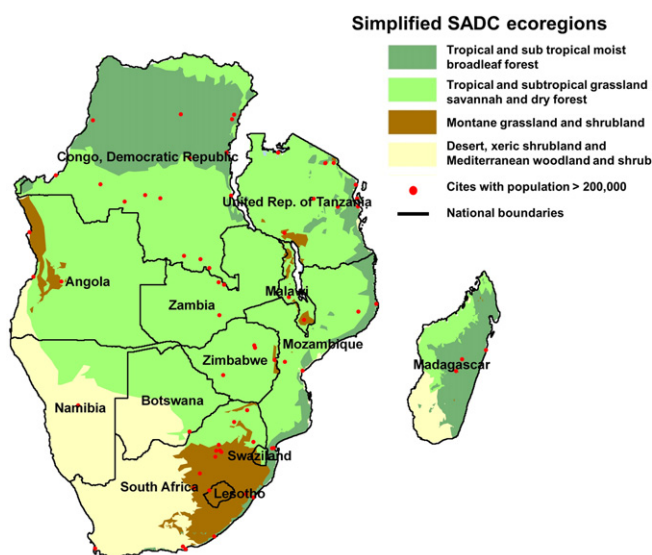 Simplified SADC ecoregions
Tropical and sub tropical moist
broadleaf forest
Tropical and subtropical grassland
savannah and dry forest
Montane grassland and shrubland
Desert, xeric shrubland and
Mediterranean woodland and shrub
Cites with population > 200,000
National boundaries
Congo, Democratic Republic
United Rep. of Tanzania
Angola
Malawi
Zambia
Mozambique
Zimbabwe
Madagascar
Namibia
Botswana
Swaziland
South Africa
Lesotho